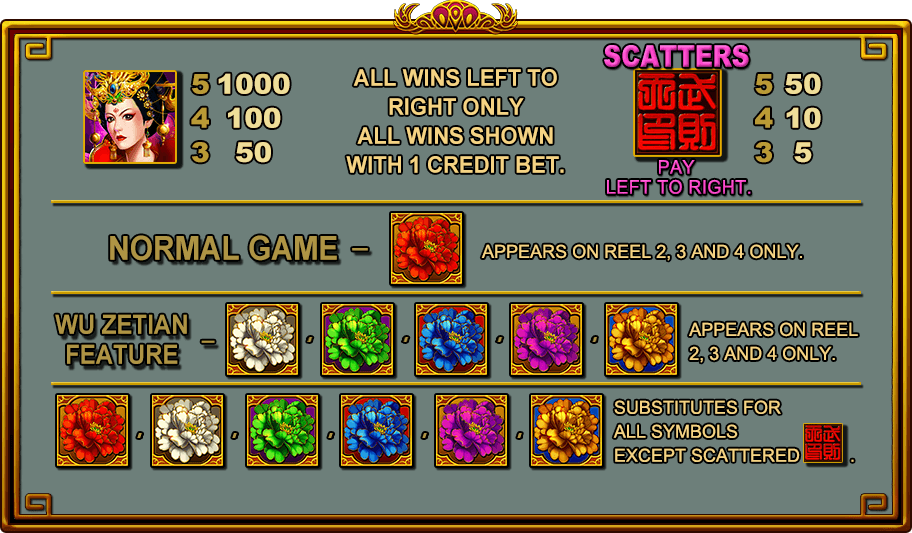 5 1000
4 100
3 50
ALL WINS LEFT TO
RIGHT ONLY
ALL WINS SHOWN
WITH 1 CREDIT BET.
SCATTERS
5 50
4 10
3 5
PAY
LEFT TO RIGHT.
NORMAL GAME –
APPEARS ON REEL 2, 3 AND 4 ONLY.
WU ZETIAN
FEATURE –
, , , ,
APPEARS ON REEL
2, 3 AND 4 ONLY.
, , , , ,
SUBSTITUTES FOR
ALL SYMBOLS
EXCEPT SCATTERED .